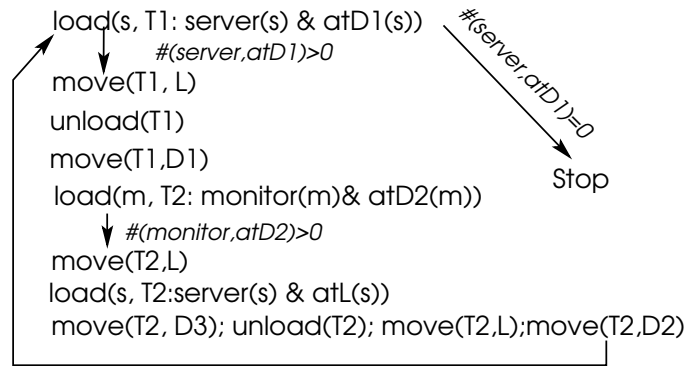 load(s, T1: server(s) & atD1(s))
#(server,atD1)>0
#(server,atD1)=0
move(T1, L)
unload(T1)
move(T1,D1)
Stop
load(m, T2: monitor(m)& atD2(m))
#(monitor,atD2)>0
move(T2,L)
load(s, T2:server(s) & atL(s))
move(T2, D3); unload(T2); move(T2,L);move(T2,D2)